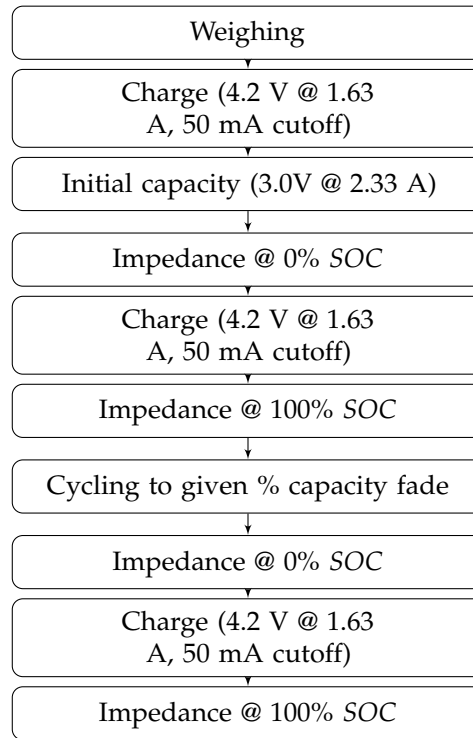 Weighing
Charge (4.2 V @ 1.63
A, 50 mA cutoff)
Initial capacity (3.0V @ 2.33 A)
Impedance @ 0% SOC
Charge (4.2 V @ 1.63
A, 50 mA cutoff)
Impedance @ 100% SOC
Cycling to given % capacity fade
Impedance @ 0% SOC
Charge (4.2 V @ 1.63
A, 50 mA cutoff)
Impedance @ 100% SOC